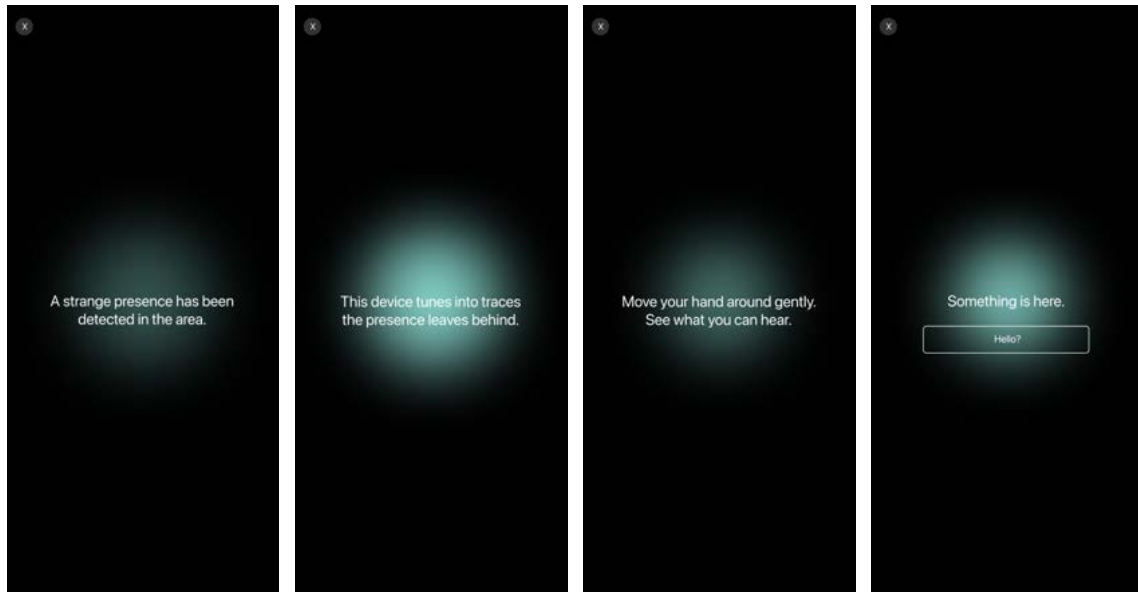 X
A strange presence has been
detected in the area.
X
This device tunes into traces
the presence leaves behind.
X
Move your hand around gently.
See what you can hear.
X
Something is here.
Hello?